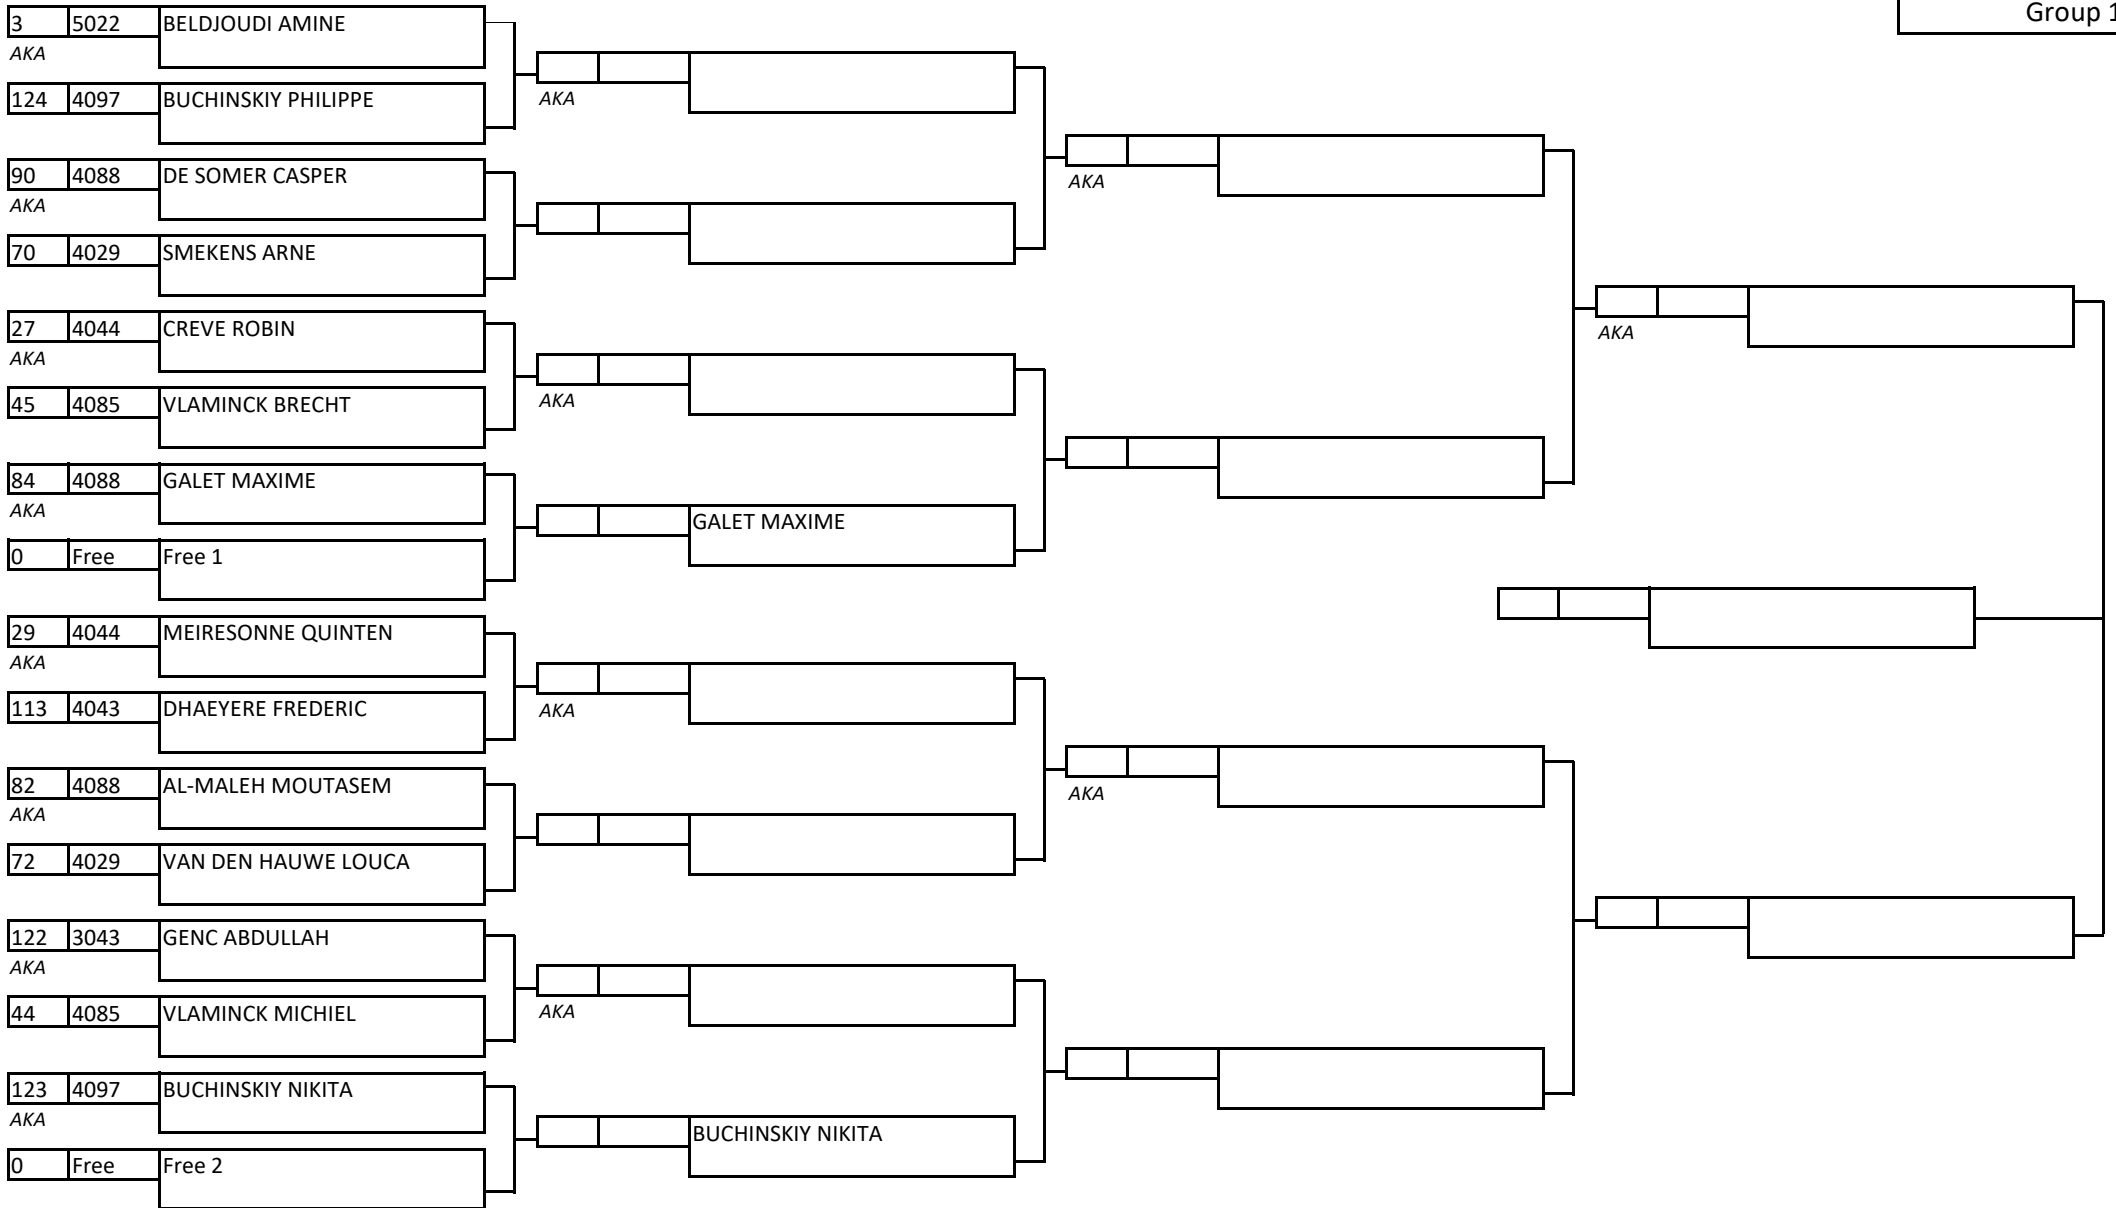 Group 1
3 5022 BELDJOUDI AMINE
AKA
AKA
124 4097 BUCHINSKIY PHILIPPE
90 4088 DE SOMER CASPER
AKA
AKA
70 4029 SMEKENS ARNE
27 4044 CREVE ROBIN
AKA
AKA
45 4085 VLAMINCK BRECHT
AKA
84 4088 GALET MAXIME
AKA
GALET MAXIME
0 Free Free 1
29 4044 MEIRESONNE QUINTEN
AKA
113 4043 DHAEYERE FREDERIC
AKA
82 4088 AL-MALEH MOUTASEM
AKA
AKA
72 4029 VAN DEN HAUWE LOUCA
122 3043 GENC ABDULLAH
AKA
44 4085 VLAMINCK MICHIEL
AKA
123 4097 BUCHINSKIY NIKITA
AKA
BUCHINSKIY NIKITA
0 Free Free 2